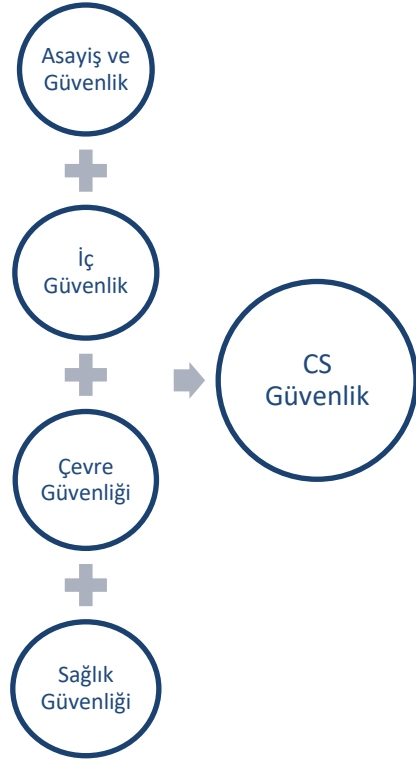 Asayiş ve
Güvenlik
İç
Güvenlik
Çevre
Güvenliği
Sağlık
Güvenliği
CS
Güvenlik